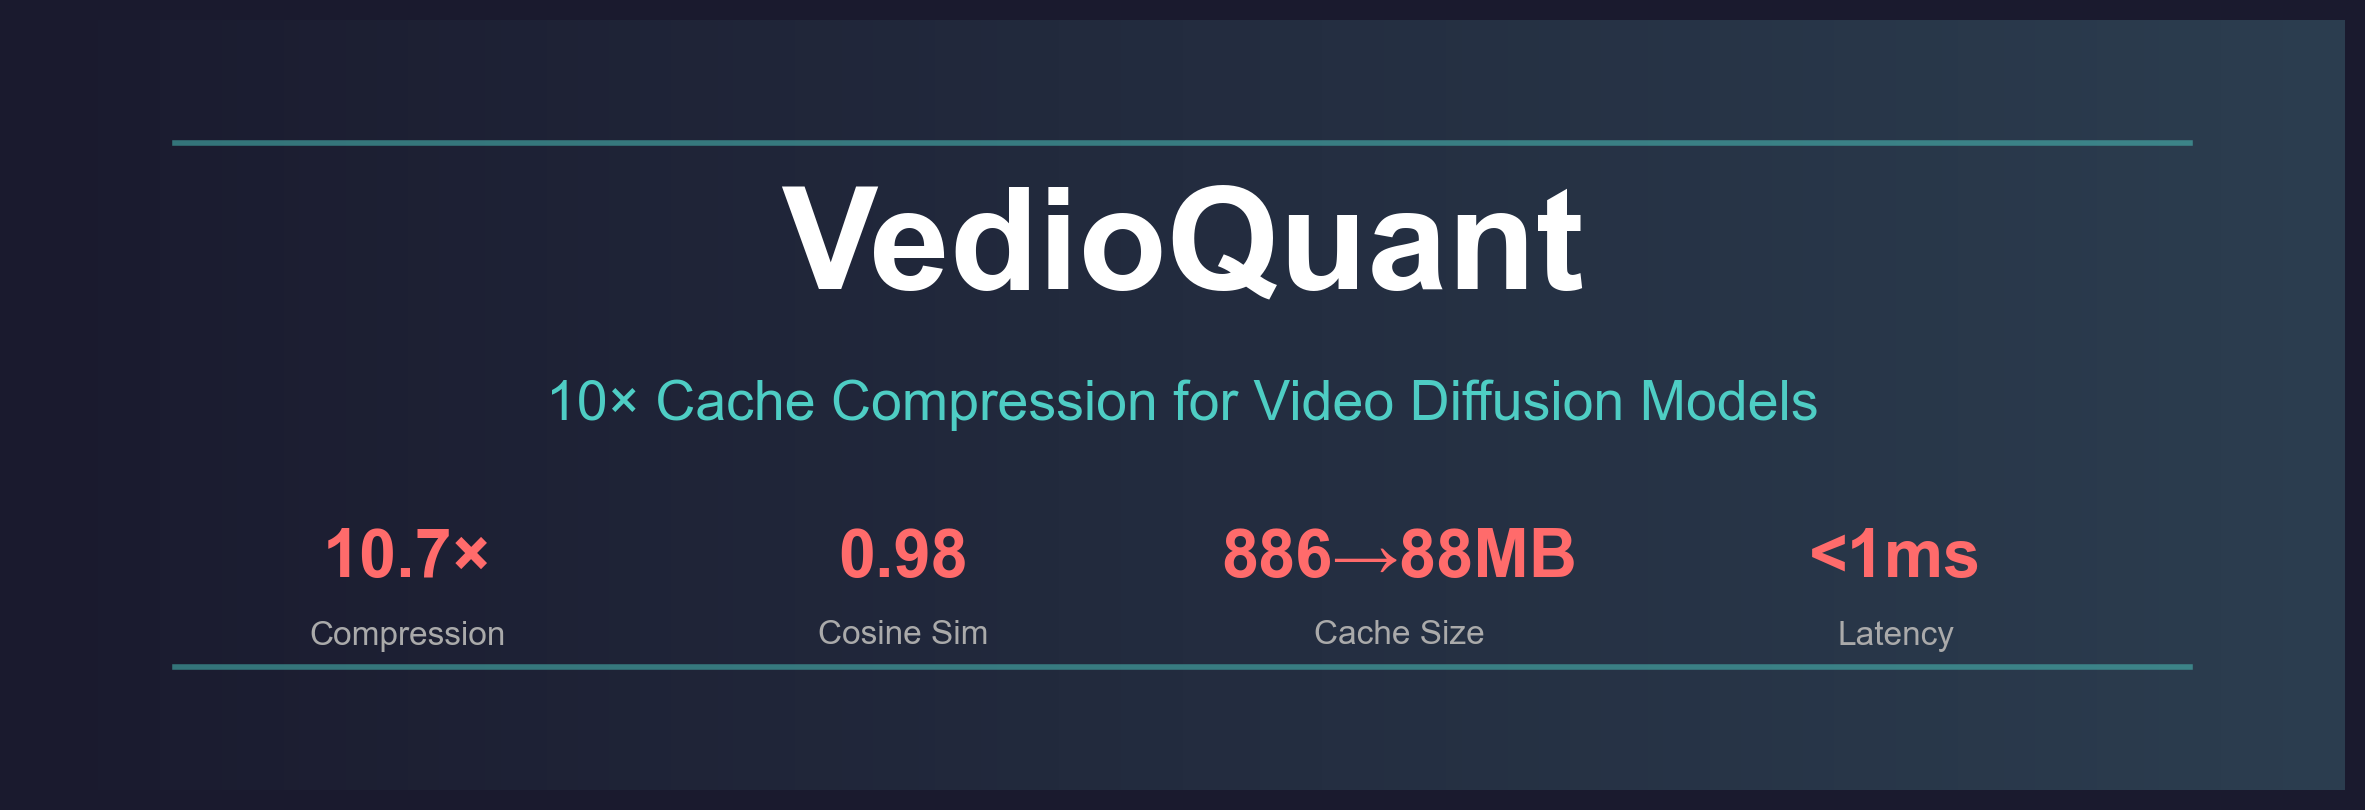 VedioQuant
10× Cache Compression for Video Diffusion Models
10.7× 0.98 886→88MB <1ms
Compression Cosine Sim Cache Size Latency